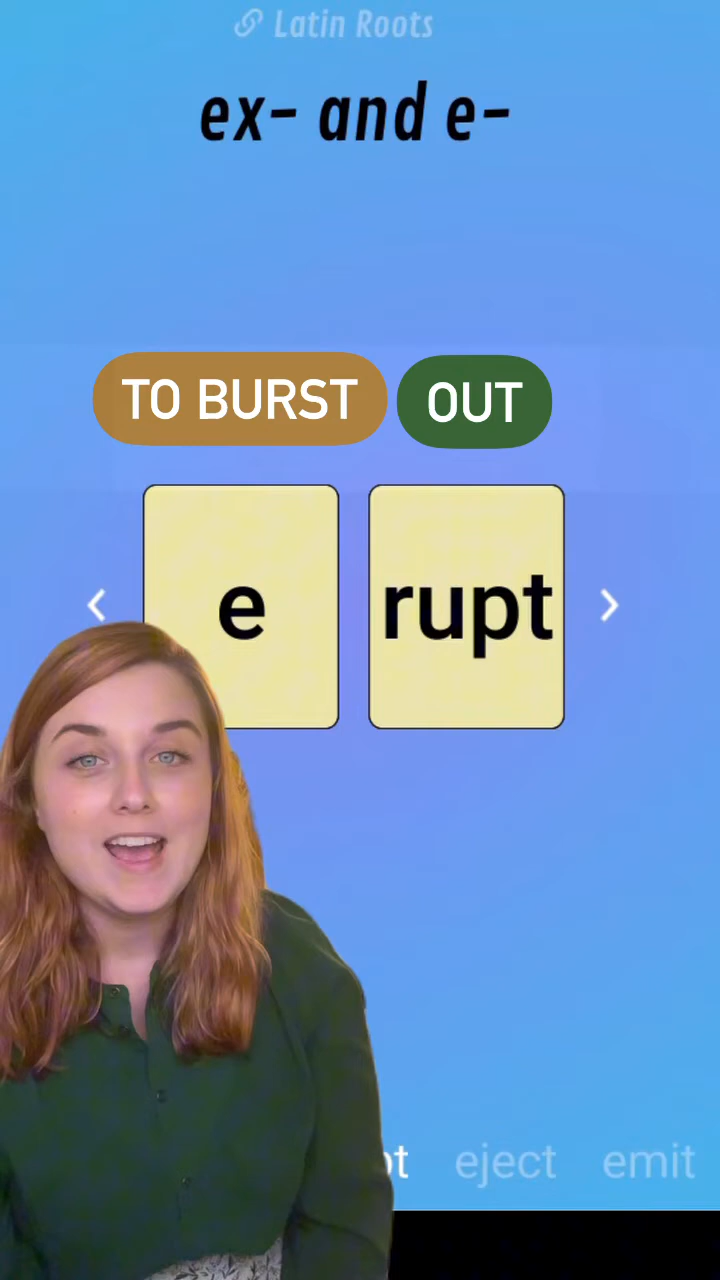 Latin Roots
ex- and e-
TO BURST OUT
e rupt
eject emit